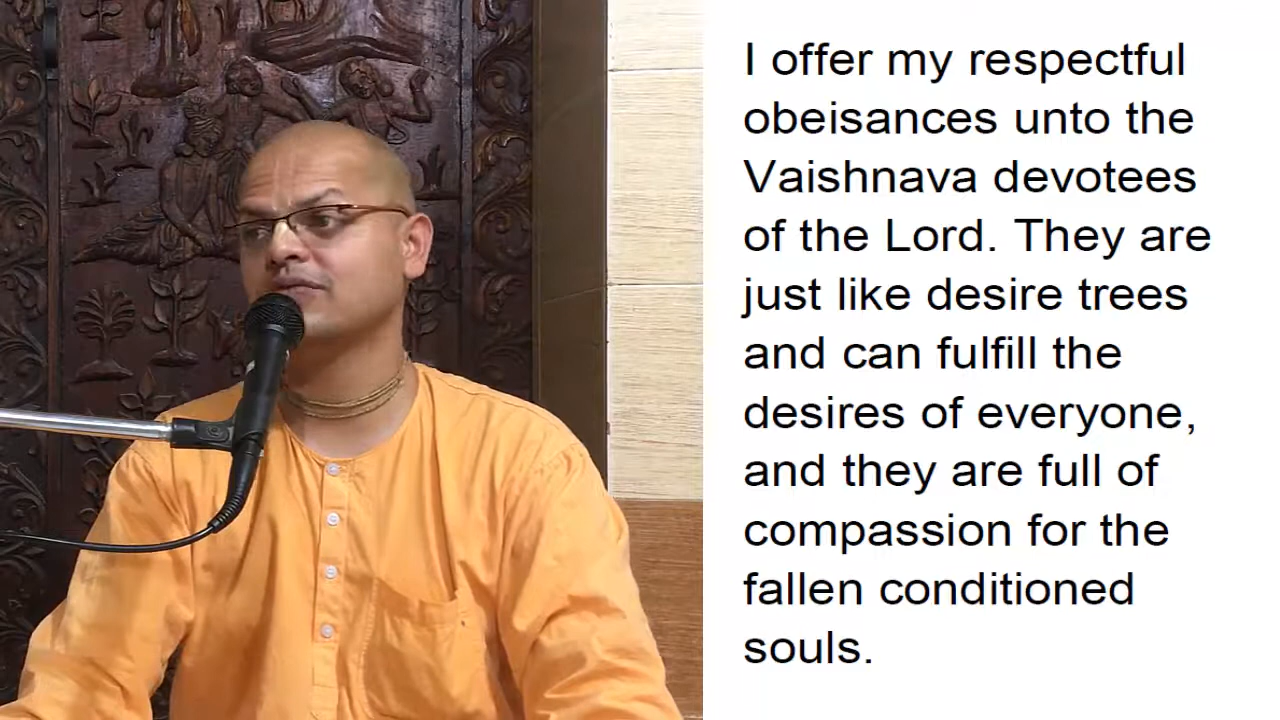 I offer my respectful
obeisances unto the
Vaishnava devotees
of the Lord. They are
just like desire trees
and can fulfill the
desires of everyone,
and they are full of
compassion for the
fallen conditioned
souls.